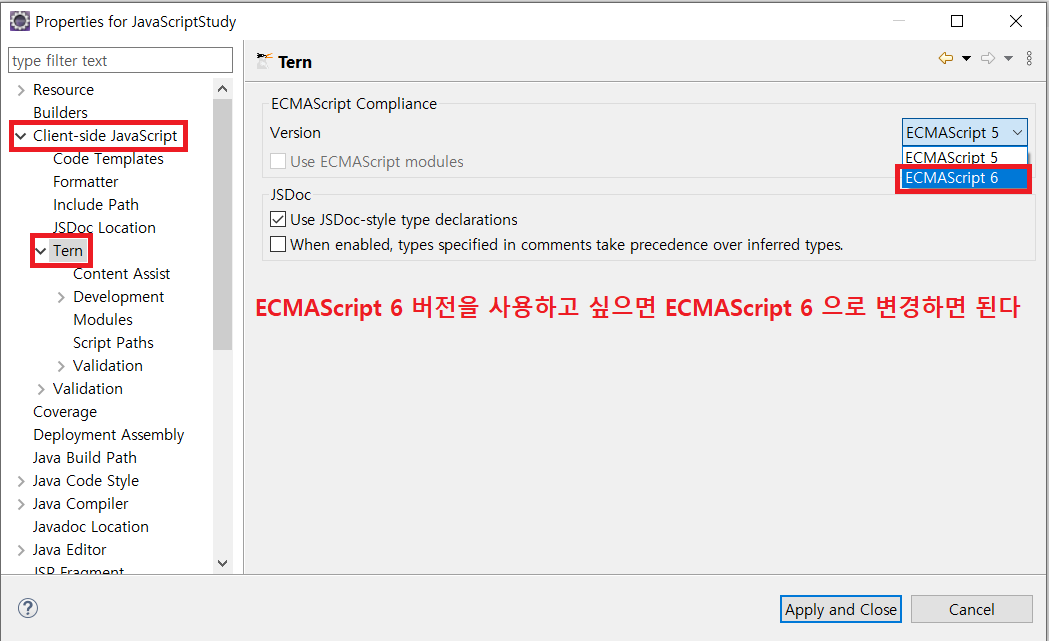 Properties for JavaScriptStudy
type filter text
Resource
Builders
Client-side JavaScript
Code Templates
Formatter
Include Path
JSDoc Location
Tern
Content Assist
Development
Modules
Script Paths
Validation
Validation
Coverage
Deployment Assembly
Java Build Path
Java Code Style
Java Compiler
Javadoc Location
Java Editor
JSP Fragment
Tern
ECMAScript Compliance
Version
ECMAScript 5
ECMAScript 5
ECMAScript 6
Use ECMAScript modules
JSDoc
Use JSDoc-style type declarations
When enabled, types specified in comments take precedence over inferred types.
ECMAScript 6 버전을 사용하고 싶으면 ECMAScript 6 으로 변경하면 된다
?
Apply and Close
Cancel